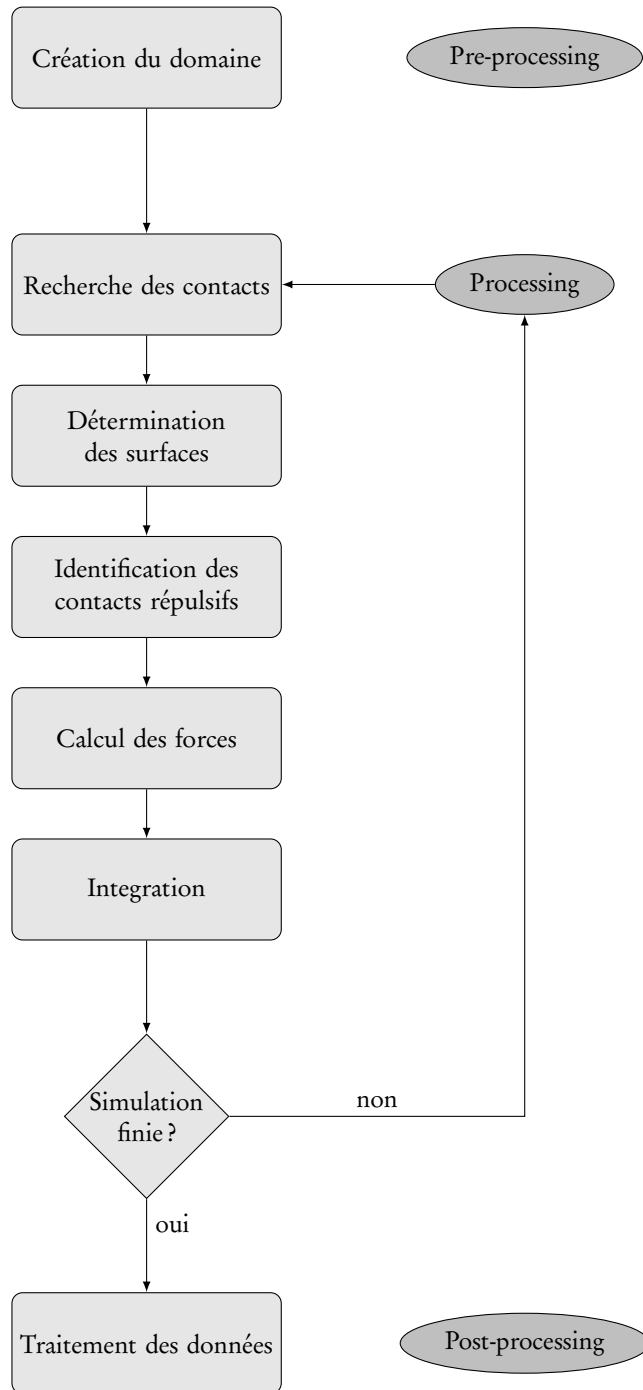 Création du domaine
Pre-processing
Recherche des contacts
Processing
Détermination
des surfaces
Identification des
contacts répulsifs
Calcul des forces
Integration
Simulation
finie ?
non
oui
Traitement des données
Post-processing